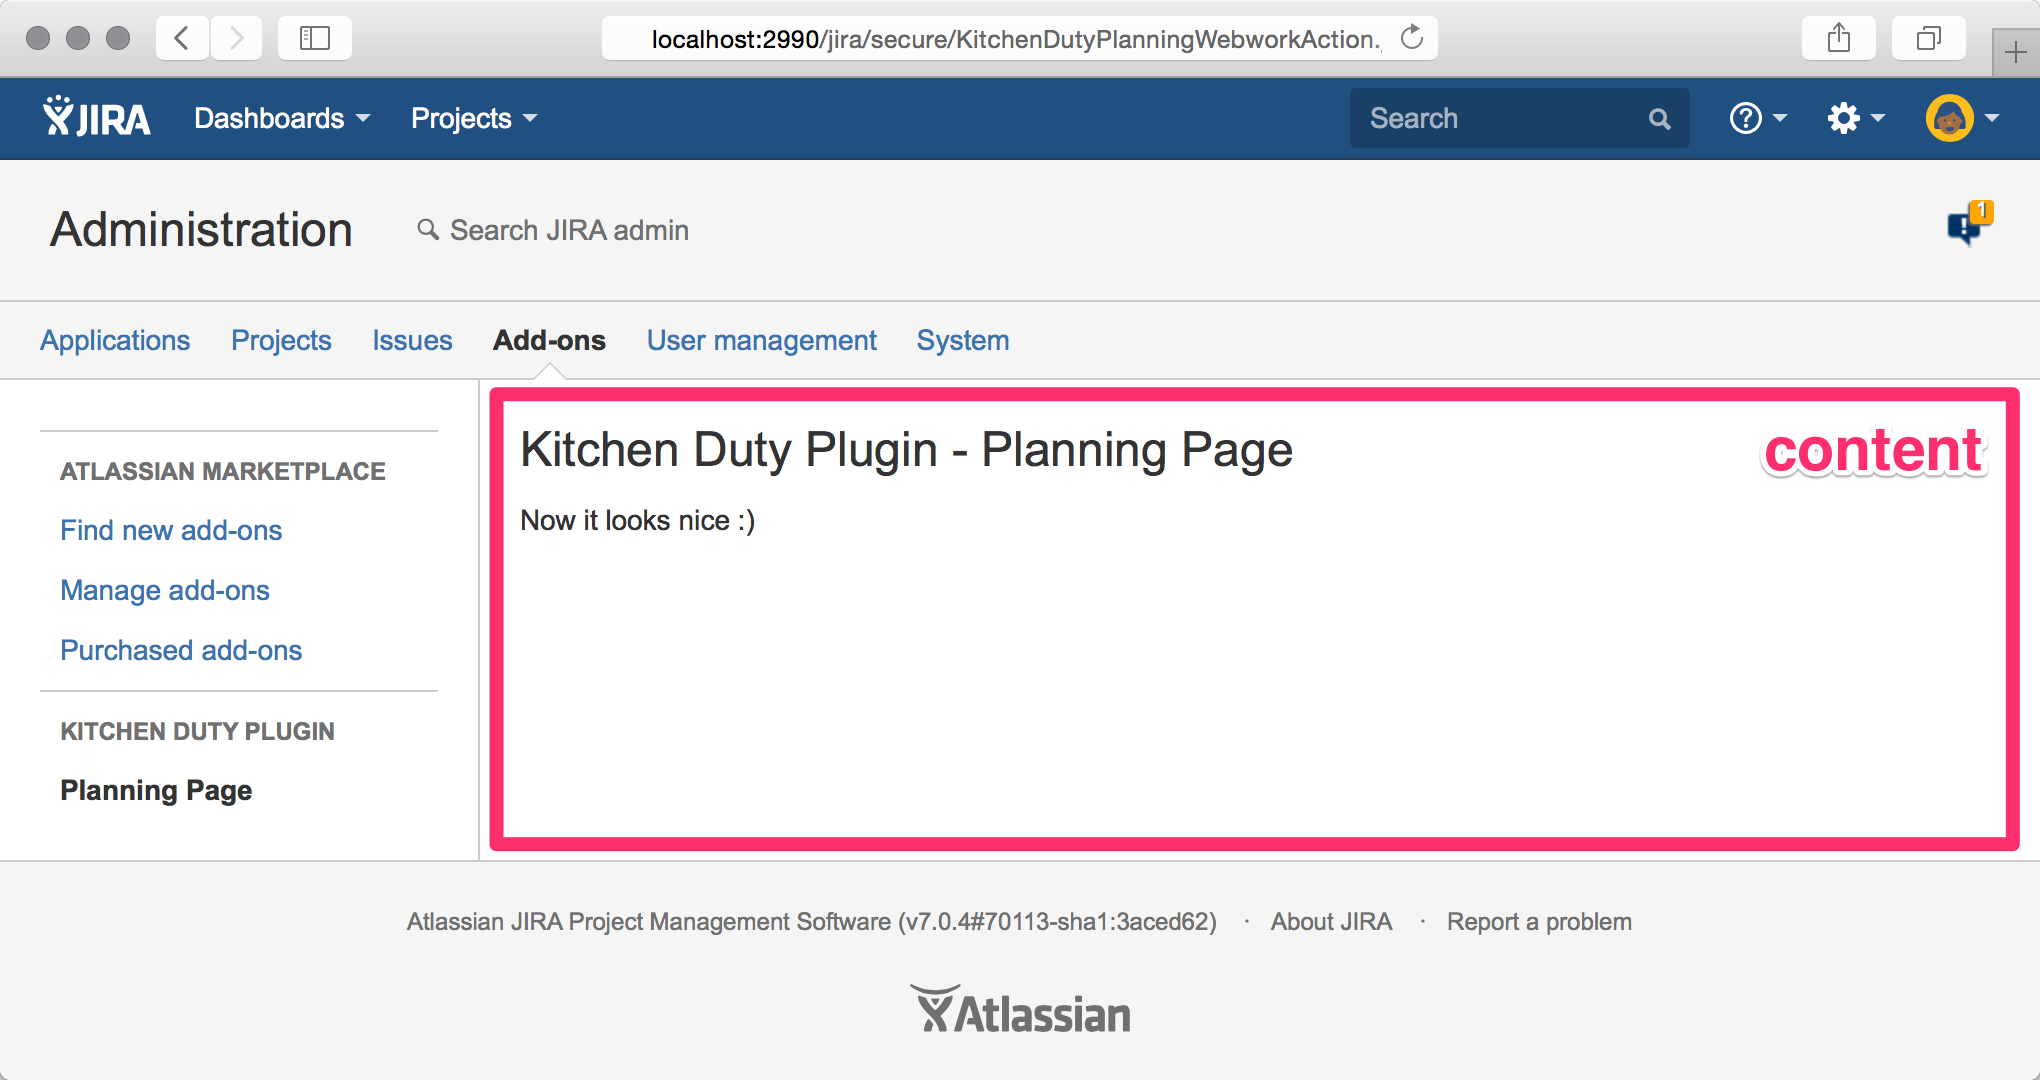 localhost:2990/jira/secure/KitchenDutyPlanningWebworkAction.
JIRA Dashboards Projects Search ?
Administration Search JIRA admin ! 1
Applications Projects Issues Add-ons User management System
Kitchen Duty Plugin - Planning Page content
Now it looks nice :)
ATLASSIAN MARKETPLACE
Find new add-ons
Manage add-ons
Purchased add-ons
KITCHEN DUTY PLUGIN
Planning Page
Atlassian JIRA Project Management Software (v7.0.4#70113-sha1:3aced62) · About JIRA · Report a problem
Atlassian